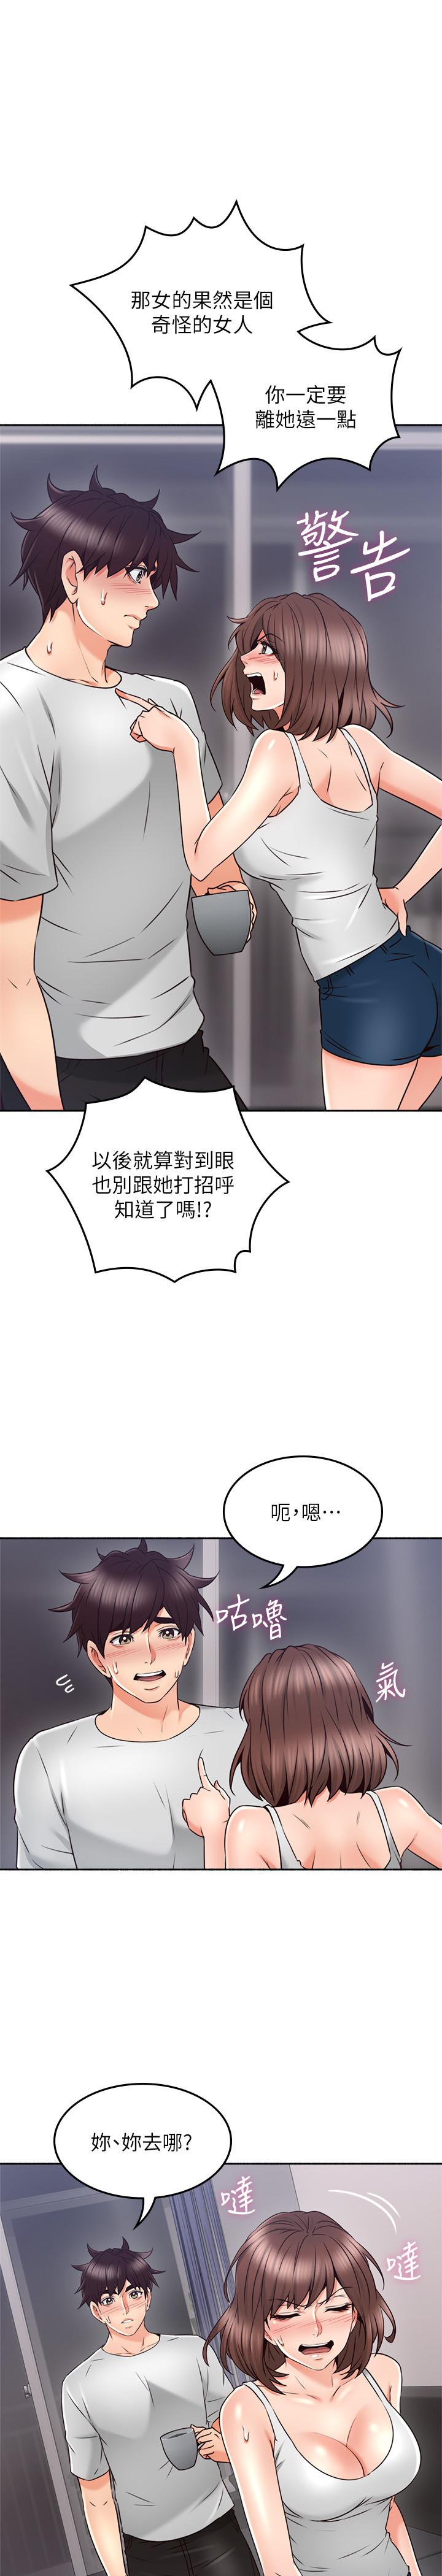 那女的果然是個
奇怪的女人
你一定要
離她遠一點
警告
以後就算對到眼
也別跟她打招呼
知道了嗎!?
呃,嗯⋯
咕嚕
氣
妳、妳去哪?
噠
噠